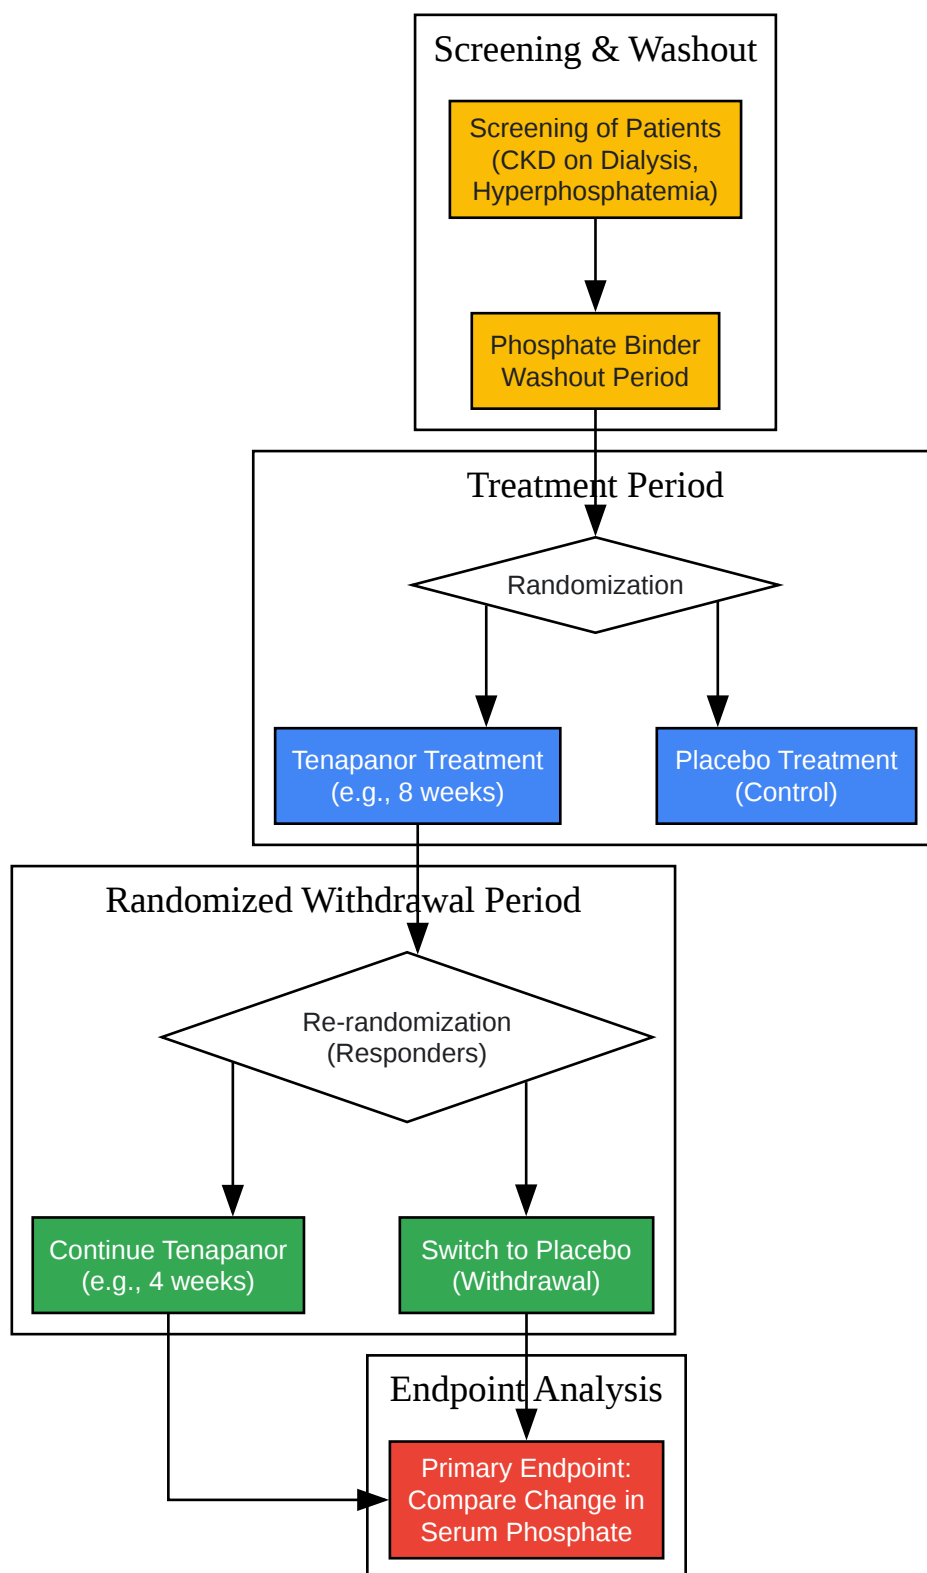 Screening & Washout
Screening of Patients
(CKD on Dialysis,
Hyperphosphatemia)
Phosphate Binder
Washout Period
Treatment Period
Randomization
Tenapanor Treatment
(e.g., 8 weeks)
Placebo Treatment
(Control)
Randomized Withdrawal Period
Re-randomization
(Responders)
Continue Tenapanor
(e.g., 4 weeks)
Switch to Placebo
(Withdrawal)
Endpoint Analysis
Primary Endpoint:
Compare Change in
Serum Phosphate